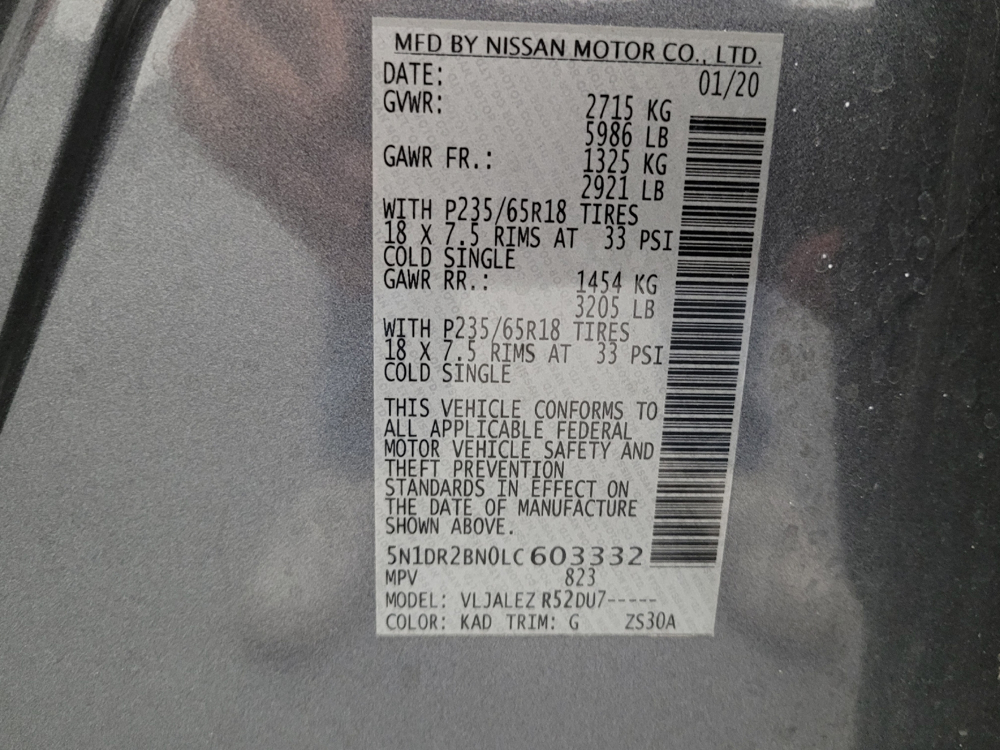 MFD BY NISSAN MOTOR CO., LTD.
DATE: 01/20
GVWR: 2715 KG
5986 LB
GAWR FR.: 1325 KG
2921 LB
WITH P235/65R18 TIRES
18 X 7.5 RIMS AT 33 PSI
COLD SINGLE
GAWR RR.: 1454 KG
3205 LB
WITH P235/65R18 TIRES
18 X 7.5 RIMS AT 33 PSI
COLD SINGLE
THIS VEHICLE CONFORMS TO
ALL APPLICABLE FEDERAL
MOTOR VEHICLE SAFETY AND
THEFT PREVENTION
STANDARDS IN EFFECT ON
THE DATE OF MANUFACTURE
SHOWN ABOVE.
5N1DR2BN0LC603332
MPV 823
MODEL: VLJALEZ R52DU7-----
COLOR: KAD TRIM: G ZS30A